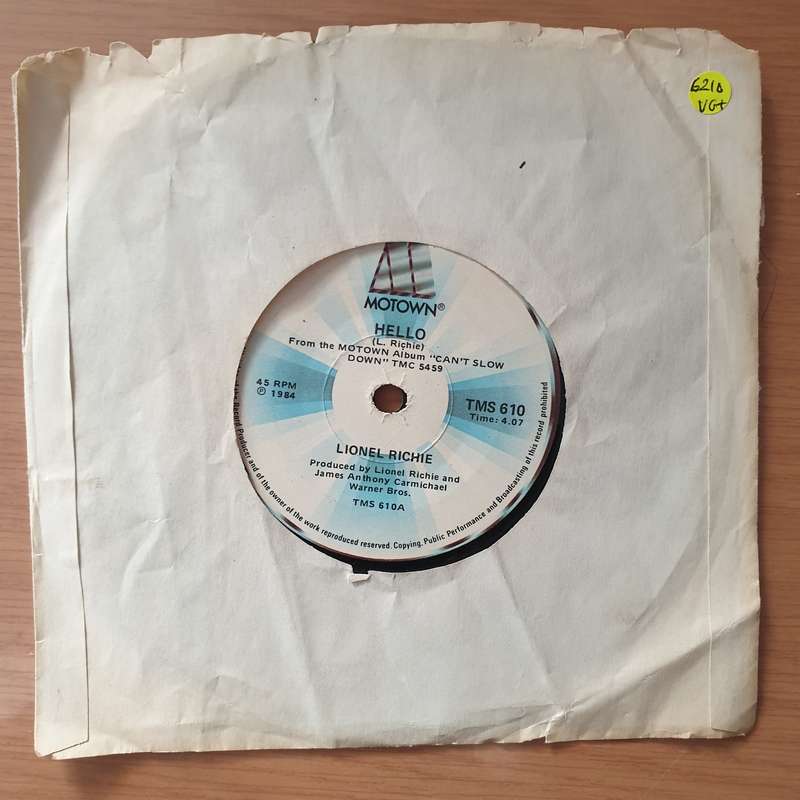 6210
VG+
MOTOWN®
HELLO
(L. Richie)
From the MOTOWN Album "CAN'T SLOW
DOWN" TMC 5459
45 RPM
℗ 1984
TMS 610
Time: 4.07
LIONEL RICHIE
Produced by Lionel Richie and
James Anthony Carmichael
Warner Bros.
TMS 610A
Record Producer and of the owner of the work reproduced reserved. Copying, Public Performance and Broadcasting of this record prohibited